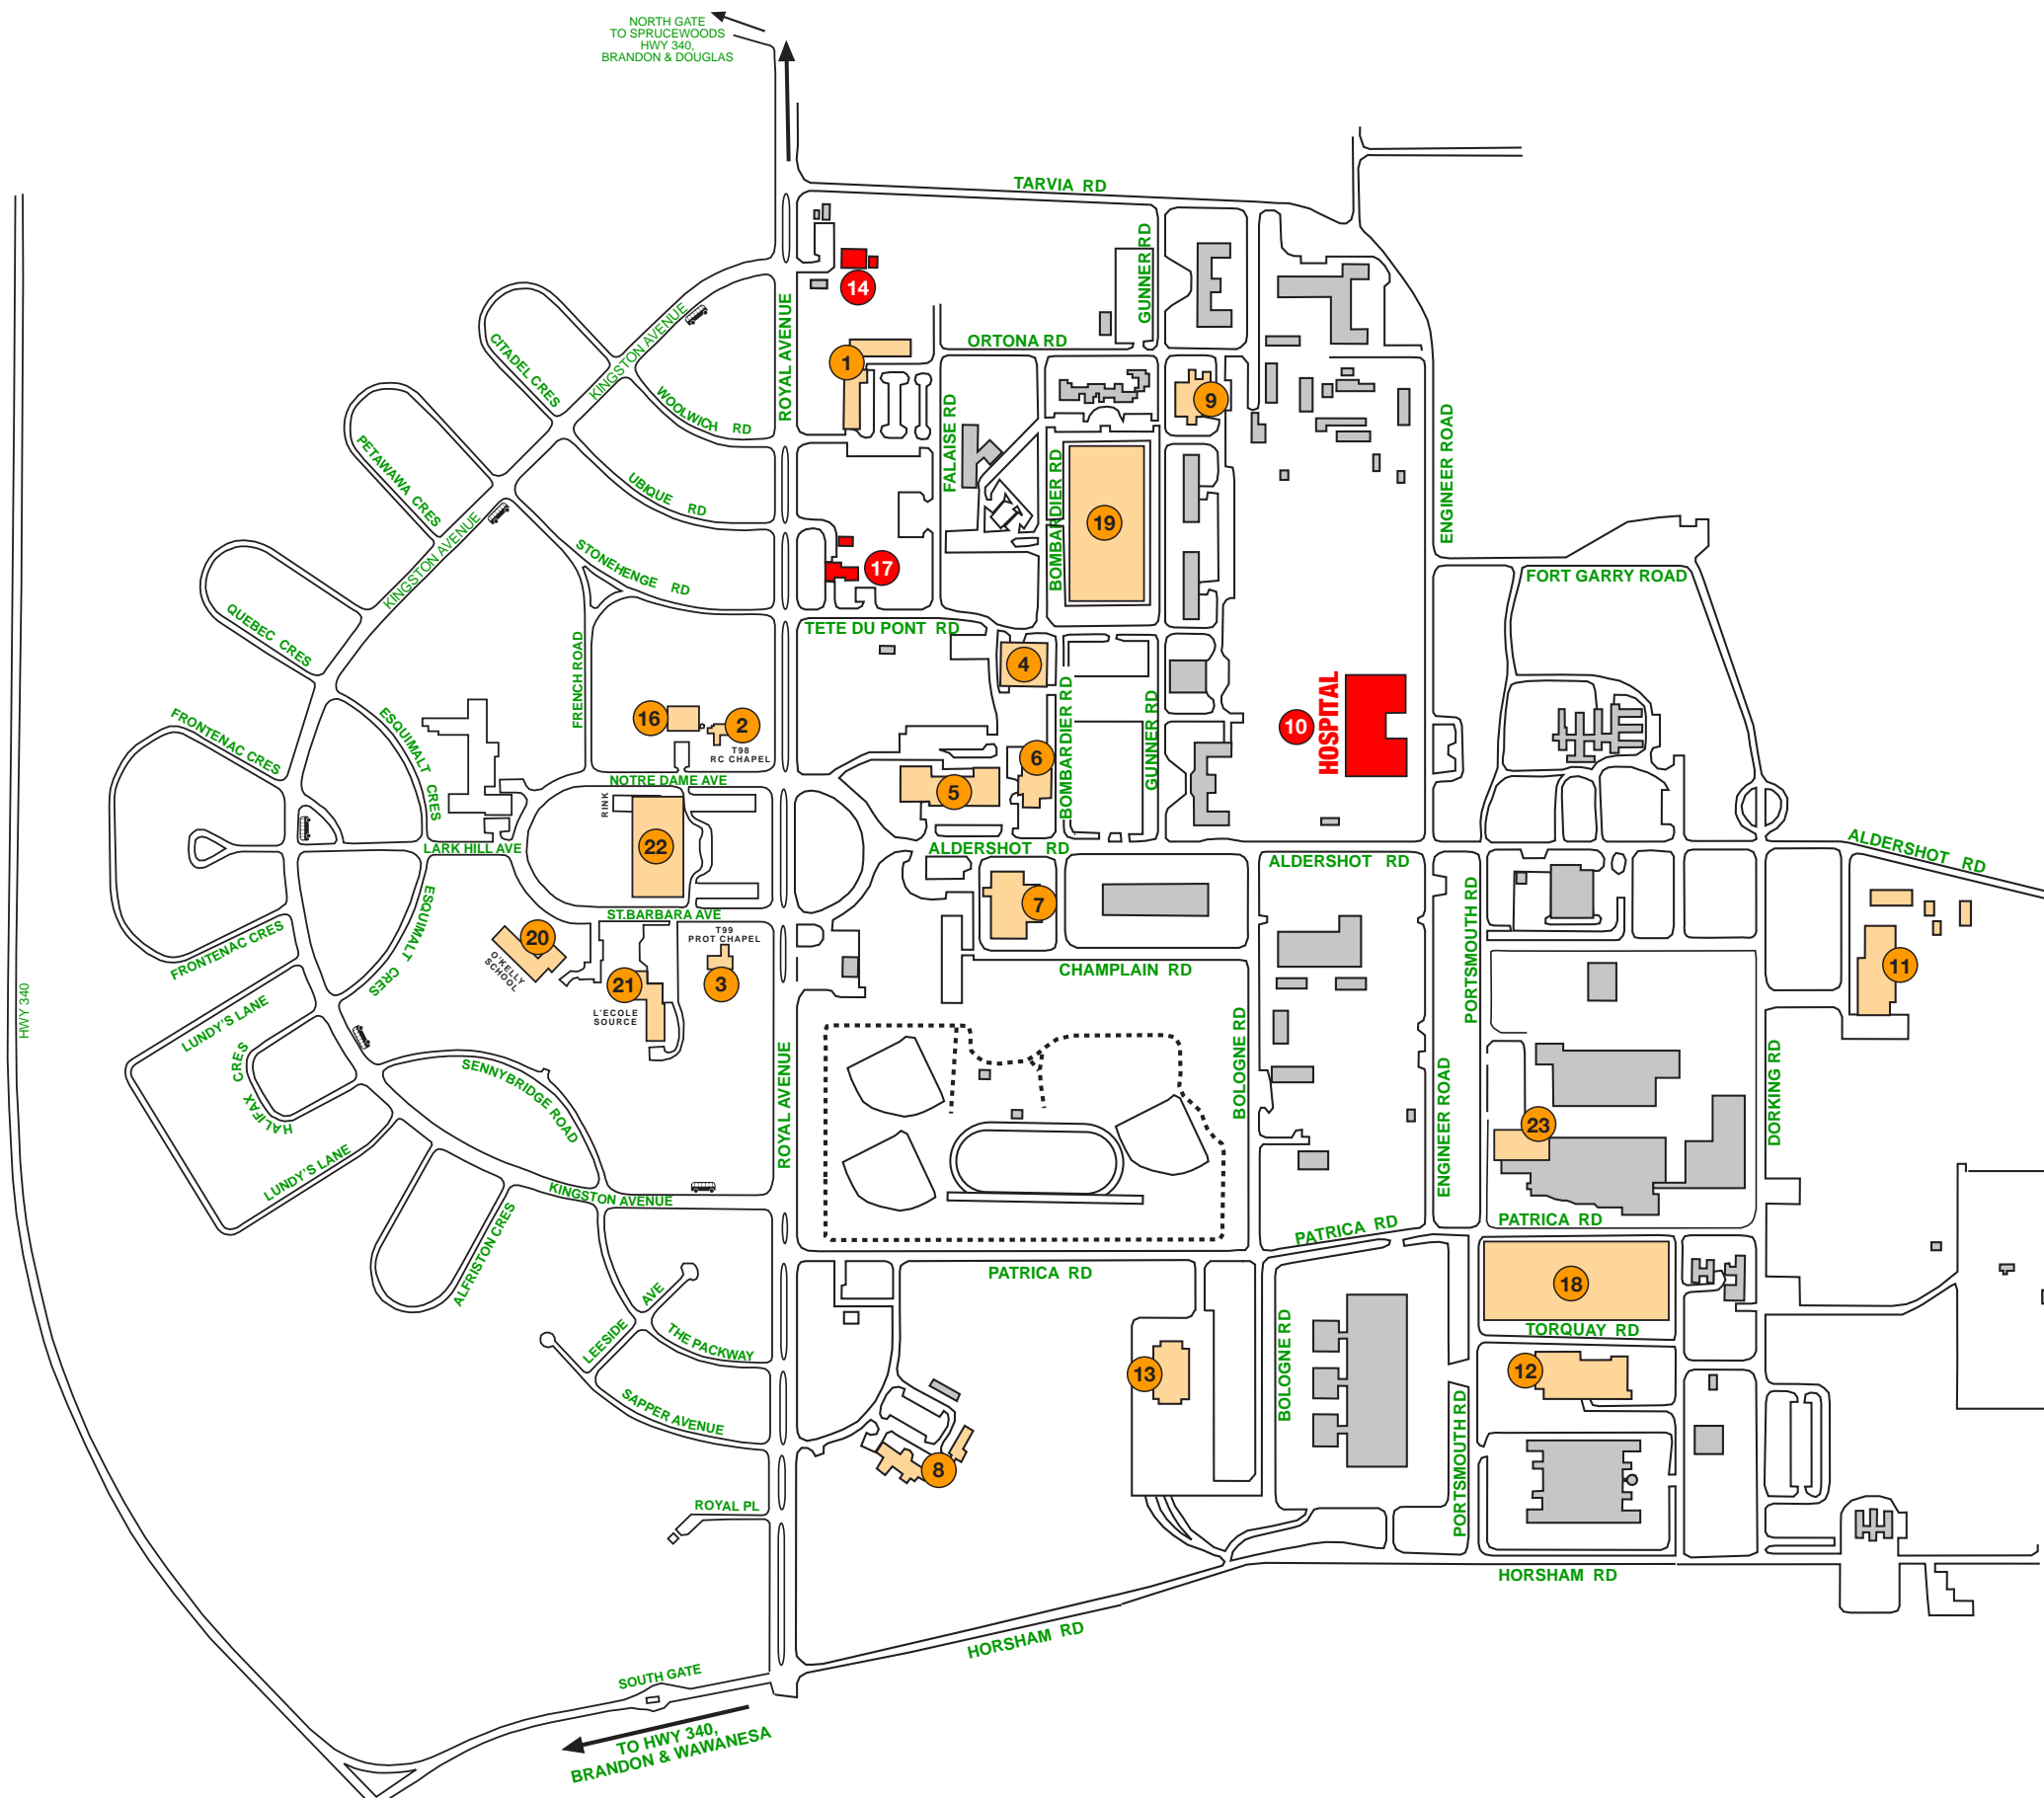 NORTH GATE
TO SPRUCEWOODS
HWY 340,
BRANDON & DOUGLAS
TARVIA RD
GUNNER RD
14
ROYAL AVENUE
KINGSTON AVENUE
CITADEL CRES
WOOLWICH RD
ORTONA RD
1
9
FALAISE RD
PETAWAWA CRES
UBIQUE RD
BOMBARDIER RD
19
ENGINEER ROAD
KINGSTON AVENUE
STONEHENGE RD
17
FORT GARRY ROAD
QUEBEC CRES
TETE DU PONT RD
FRENCH ROAD
4
FRONTENAC CRES
ESQUIMALT CRES
16
2
T98
RC CHAPEL
BOMBARDIER RD
GUNNER RD
10
HOSPITAL
6
5
NOTRE DAME AVE
RINK
22
LARK HILL AVE
ALDERSHOT RD
ALDERSHOT RD
ALDERSHOT RD
7
ST.BARBARA AVE
ESQUIMALT CRES
FRONTENAC CRES
20
O'KELLY
SCHOOL
T99
PROT CHAPEL
3
21
L'ECOLE
SOURCE
CHAMPLAIN RD
PORTSMOUTH RD
11
HWY 340
LUNDY'S LANE
HALIFAX CRES
SENNYBRIDGE ROAD
ROYAL AVENUE
BOLOGNE RD
ENGINEER ROAD
23
DORKING RD
LUNDY'S LANE
KINGSTON AVENUE
ALFRISTON CRES
PATRICA RD
PATRICA RD
PATRICA RD
18
TORQUAY RD
LEESIDE AVE
THE PACKWAY
SAPPER AVENUE
13
BOLOGNE RD
12
PORTSMOUTH RD
8
ROYAL PL
HORSHAM RD
HORSHAM RD
SOUTH GATE
TO HWY 340,
BRANDON & WAWANESA